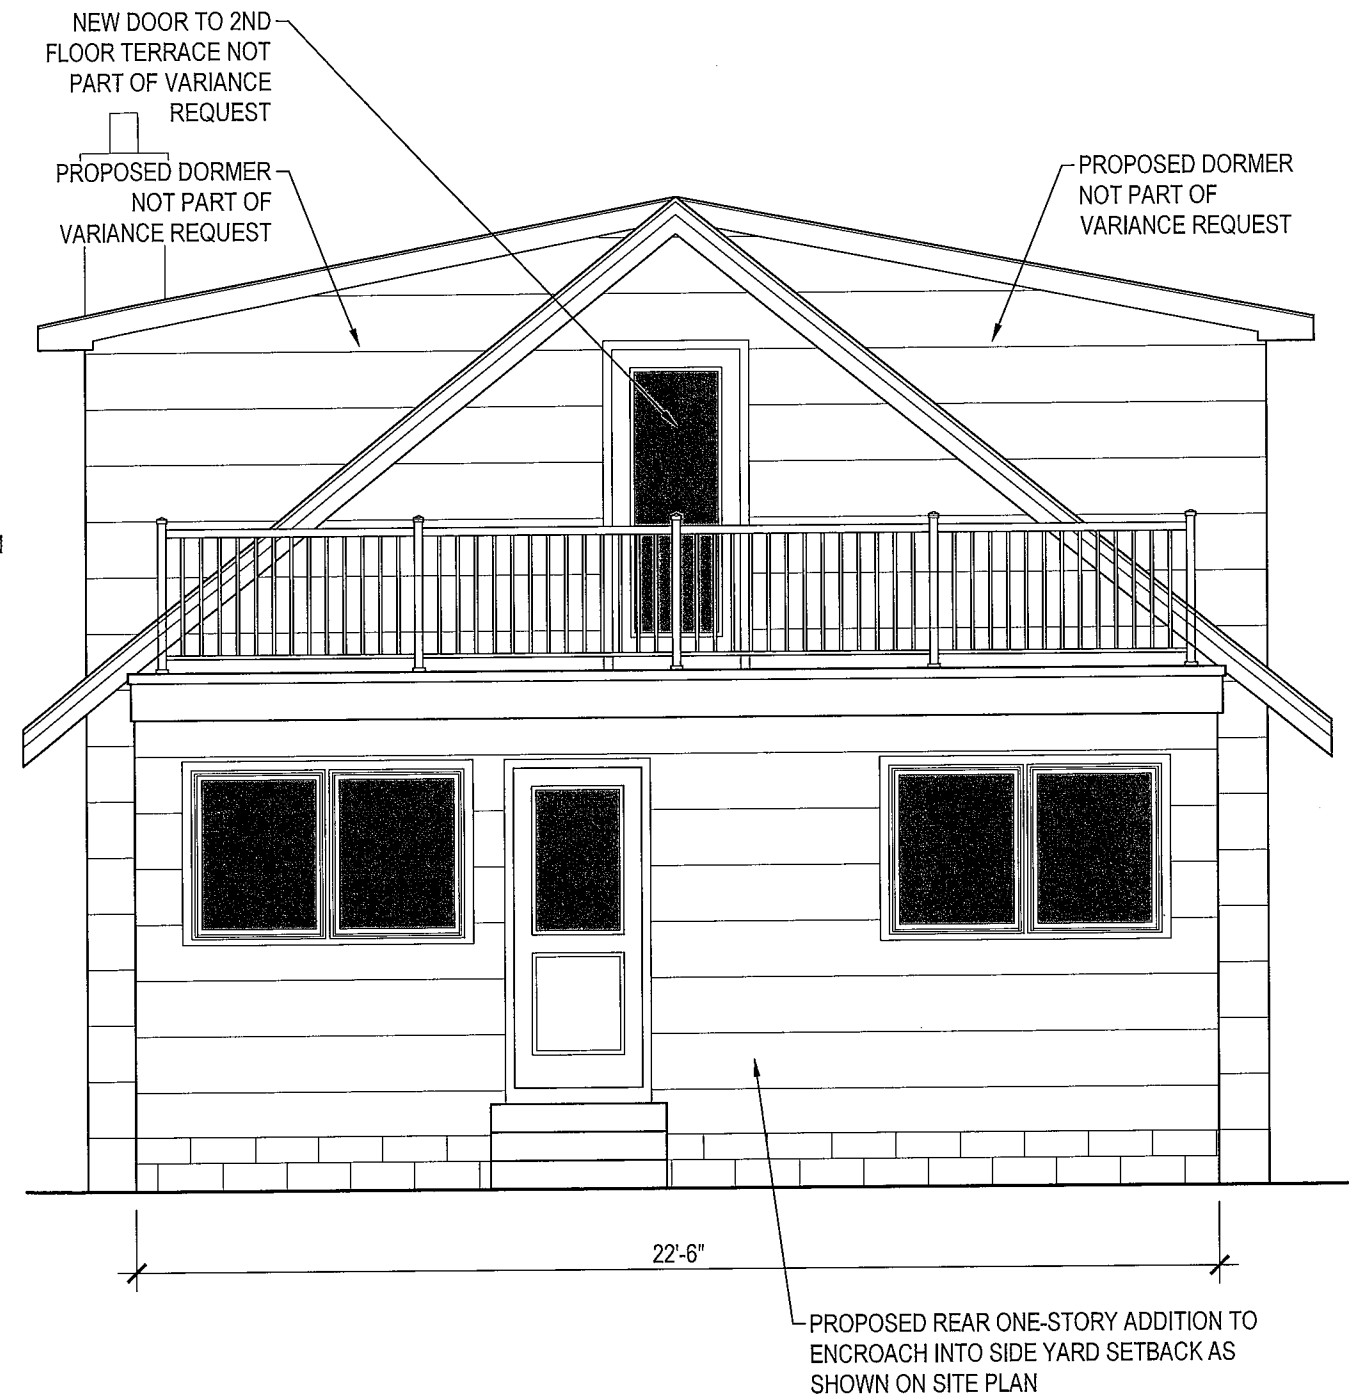 NEW DOOR TO 2ND
FLOOR TERRACE NOT
PART OF VARIANCE
REQUEST
PROPOSED DORMER
NOT PART OF
VARIANCE REQUEST
PROPOSED DORMER
NOT PART OF
VARIANCE REQUEST
22'-6"
PROPOSED REAR ONE-STORY ADDITION TO
ENCROACH INTO SIDE YARD SETBACK AS
SHOWN ON SITE PLAN